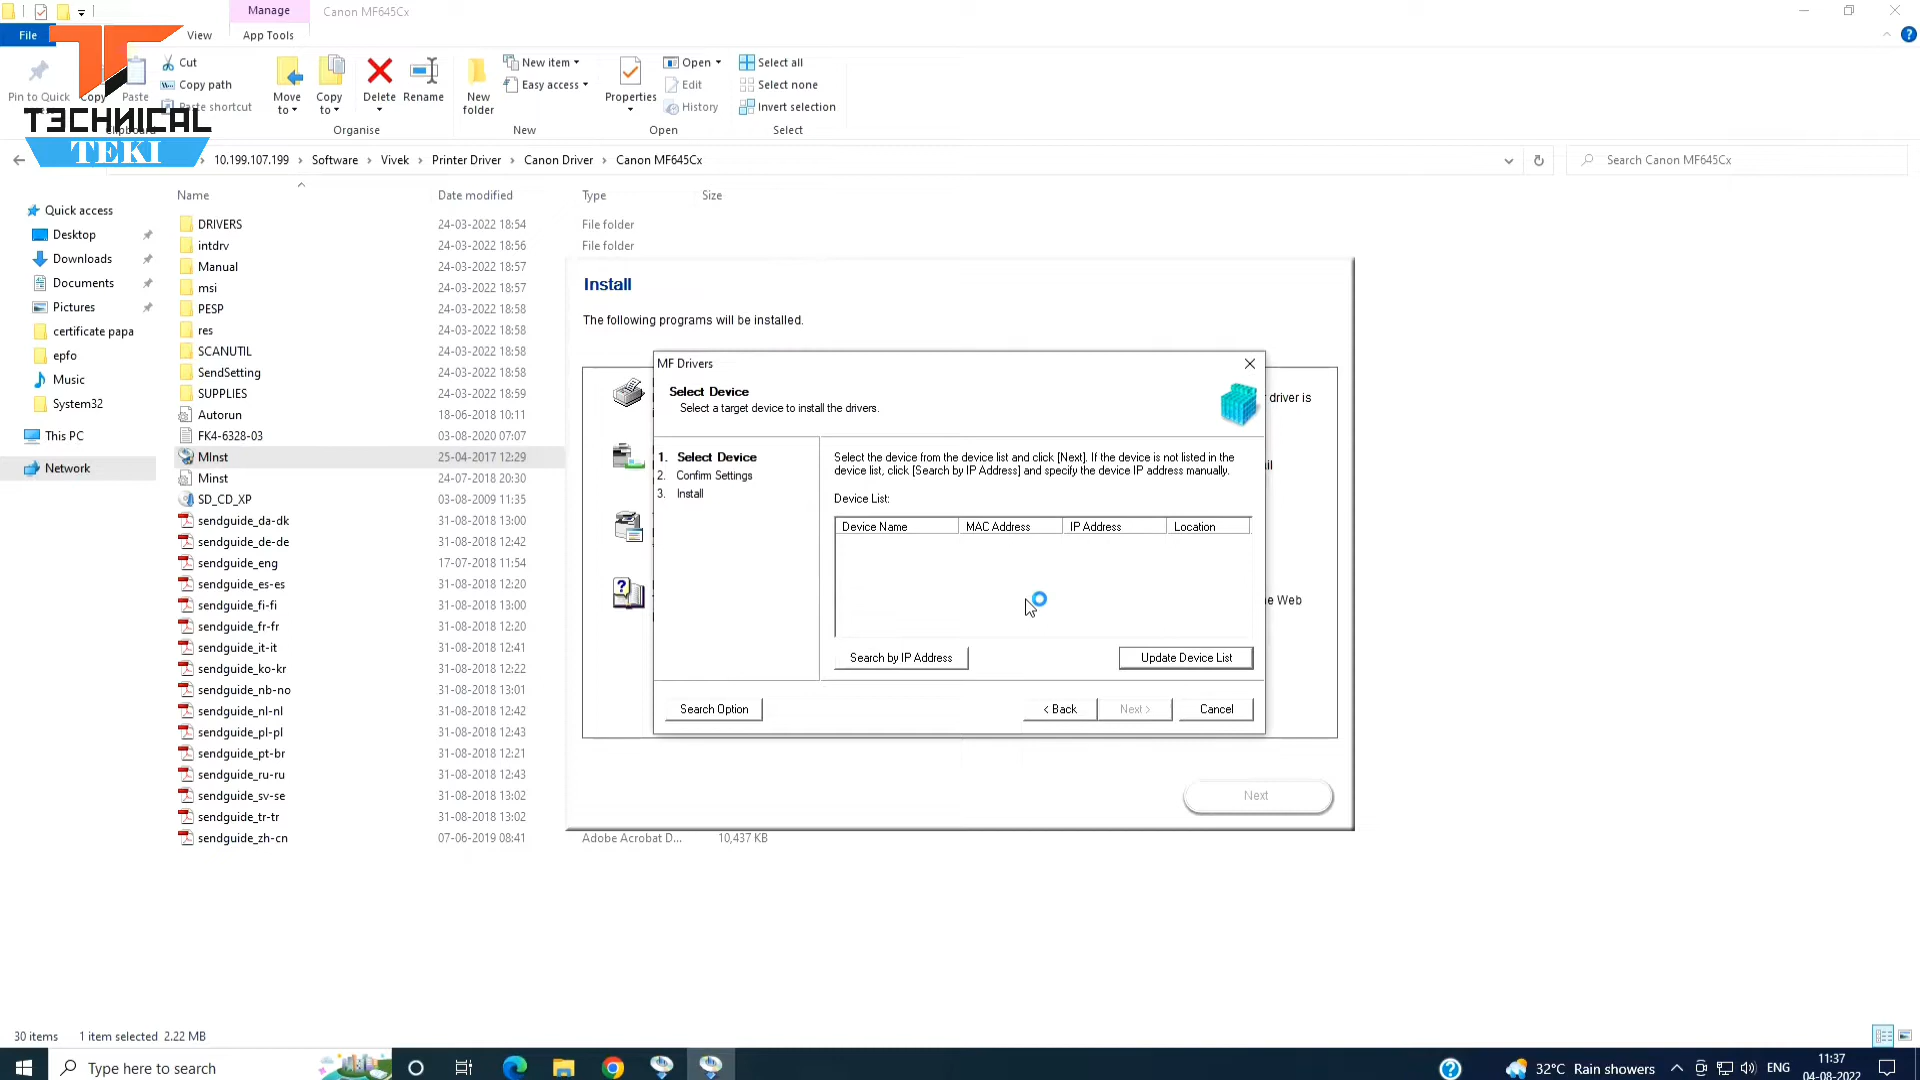 Manage
Canon MF645Cx
File
View
App Tools
Pin to Quick
Copy
Paste
Cut
Copy path
Paste shortcut
Clipboard
Move to
Copy to
Delete
Rename
Organise
New folder
New item
Easy access
New
Properties
Open
Edit
History
Open
Select all
Select none
Invert selection
Select
T3CHNICAL
TEKI
10.199.107.199 > Software > Vivek > Printer Driver > Canon Driver > Canon MF645Cx
Search Canon MF645Cx
Name Date modified Type Size
Quick access
Desktop
Downloads
Documents
Pictures
certificate papa
epfo
Music
System32
This PC
Network
DRIVERS 24-03-2022 18:54 File folder
intdrv 24-03-2022 18:56 File folder
Manual 24-03-2022 18:57
msi 24-03-2022 18:57
PESP 24-03-2022 18:58
res 24-03-2022 18:58
SCANUTIL 24-03-2022 18:58
SendSetting 24-03-2022 18:58
SUPPLIES 24-03-2022 18:59
Autorun 18-06-2018 10:11
FK4-6328-03 03-08-2020 07:07
MInst 25-04-2017 12:29
Minst 24-07-2018 20:30
SD_CD_XP 03-08-2009 11:35
sendguide_da-dk 31-08-2018 13:00
sendguide_de-de 31-08-2018 12:42
sendguide_eng 17-07-2018 11:54
sendguide_es-es 31-08-2018 12:20
sendguide_fi-fi 31-08-2018 13:00
sendguide_fr-fr 31-08-2018 12:20
sendguide_it-it 31-08-2018 12:41
sendguide_ko-kr 31-08-2018 12:22
sendguide_nb-no 31-08-2018 13:01
sendguide_nl-nl 31-08-2018 12:42
sendguide_pl-pl 31-08-2018 12:43
sendguide_pt-br 31-08-2018 12:21
sendguide_ru-ru 31-08-2018 12:43
sendguide_sv-se 31-08-2018 13:02
sendguide_tr-tr 31-08-2018 13:02
sendguide_zh-cn 07-06-2019 08:41 Adobe Acrobat D... 10,437 KB
Install
The following programs will be installed.
driver is
e Web
Next
MF Drivers
Select Device
Select a target device to install the drivers.
1. Select Device
2. Confirm Settings
3. Install
Select the device from the device list and click [Next]. If the device is not listed in the
device list, click [Search by IP Address] and specify the device IP address manually.
Device List:
Device Name MAC Address IP Address Location
Search by IP Address
Update Device List
Search Option
< Back
Next >
Cancel
30 items 1 item selected 2.22 MB
Type here to search
32°C Rain showers
ENG
11:37
04-08-2022